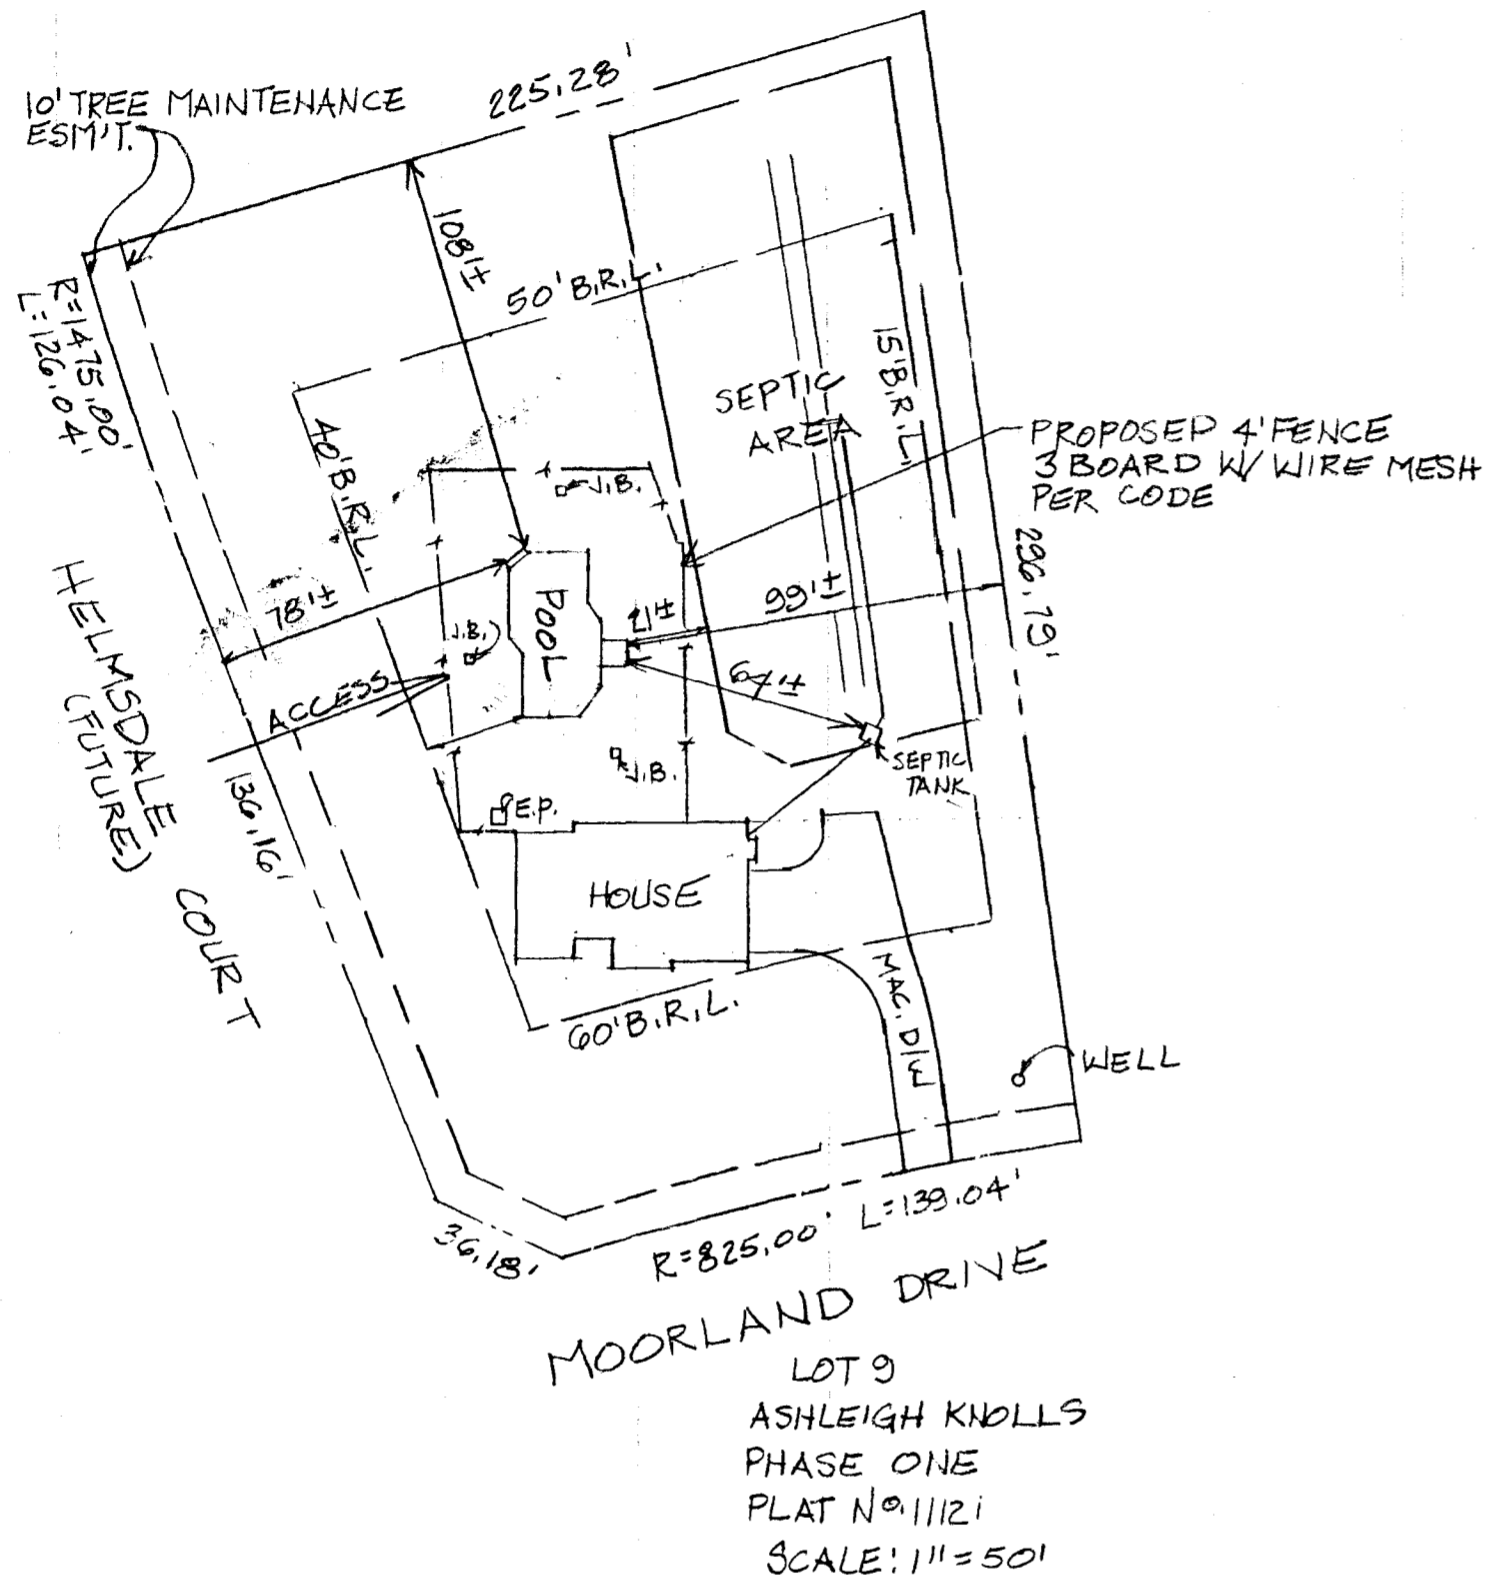 225.28'
10' TREE MAINTENANCE
ESM'T.
108'±
50' B.R.L.
R=1475.00'
L=126.04'
40' B.R.L.
15' B.R.L.
SEPTIC
AREA
PROPOSED 4' FENCE
3 BOARD W/ WIRE MESH
PER CODE
J.B.
296.79'
78'±
POOL
21'±
99'±
J.B.
67'±
ACCESS
HELMSDALE COURT
(FUTURE)
136.16'
J.B.
SEPTIC
TANK
E.P.
HOUSE
MAC. D/W
60' B.R.L.
WELL
36.18'
R=825.00' L=139.04'
MOORLAND DRIVE
LOT 9
ASHLEIGH KNOLLS
PHASE ONE
PLAT No. 11121
SCALE: 1"=50'